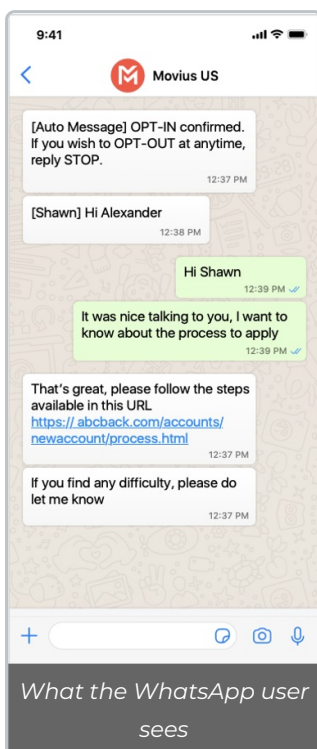 9:41
Movius US
[Auto Message] OPT-IN confirmed.
If you wish to OPT-OUT at anytime,
reply STOP.
12:37 PM
[Shawn] Hi Alexander
12:38 PM
Hi Shawn
12:39 PM
It was nice talking to you, I want to
know about the process to apply
12:39 PM
That's great, please follow the steps
available in this URL
https:// abcback.com/accounts/
newaccount/process.html
12:37 PM
If you find any difficulty, please do
let me know
12:37 PM
What the WhatsApp user
sees